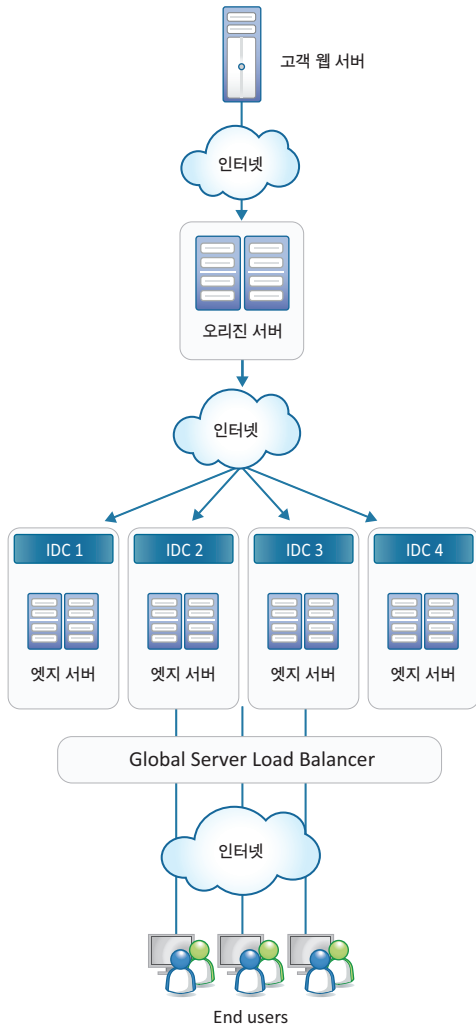 고객 웹 서버
인터넷
오리진 서버
인터넷
IDC 1
IDC 2
IDC 3
IDC 4
엣지 서버
엣지 서버
엣지 서버
엣지 서버
Global Server Load Balancer
인터넷
End users